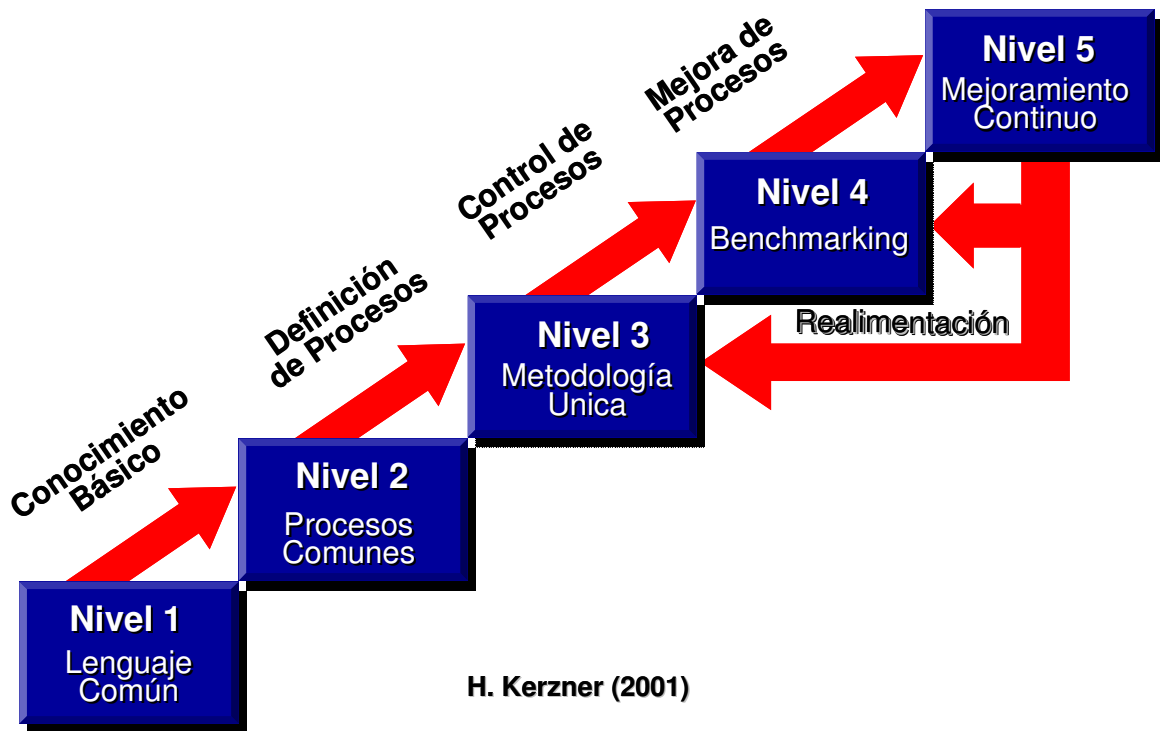 Nivel 5
Mejoramiento
Continuo
Mejora de
Procesos
Nivel 4
Benchmarking
Control de
Procesos
Realimentación
Nivel 3
Metodología
Unica
Definición
de Procesos
Nivel 2
Procesos
Comunes
Conocimiento
Básico
Nivel 1
Lenguaje
Común
H. Kerzner (2001)